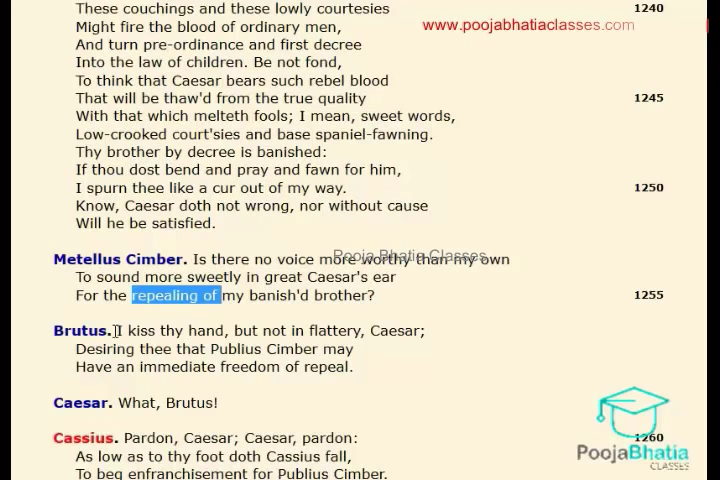 These couchings and these lowly courtesies 1240
Might fire the blood of ordinary men,
www.poojabhatiaclasses.com
And turn pre-ordinance and first decree
Into the law of children. Be not fond,
To think that Caesar bears such rebel blood
That will be thaw'd from the true quality 1245
With that which melteth fools; I mean, sweet words,
Low-crooked court'sies and base spaniel-fawning.
Thy brother by decree is banished:
If thou dost bend and pray and fawn for him,
I spurn thee like a cur out of my way. 1250
Know, Caesar doth not wrong, nor without cause
Will he be satisfied.
Metellus Cimber. Is there no voice more worthy than my own
Pooja Bhatia Classes
To sound more sweetly in great Caesar's ear
For the repealing of my banish'd brother? 1255
Brutus. I kiss thy hand, but not in flattery, Caesar;
Desiring thee that Publius Cimber may
Have an immediate freedom of repeal.
Caesar. What, Brutus!
Cassius. Pardon, Caesar; Caesar, pardon: 1260
As low as to thy foot doth Cassius fall,
To beg enfranchisement for Publius Cimber.
PoojaBhatia
CLASSES